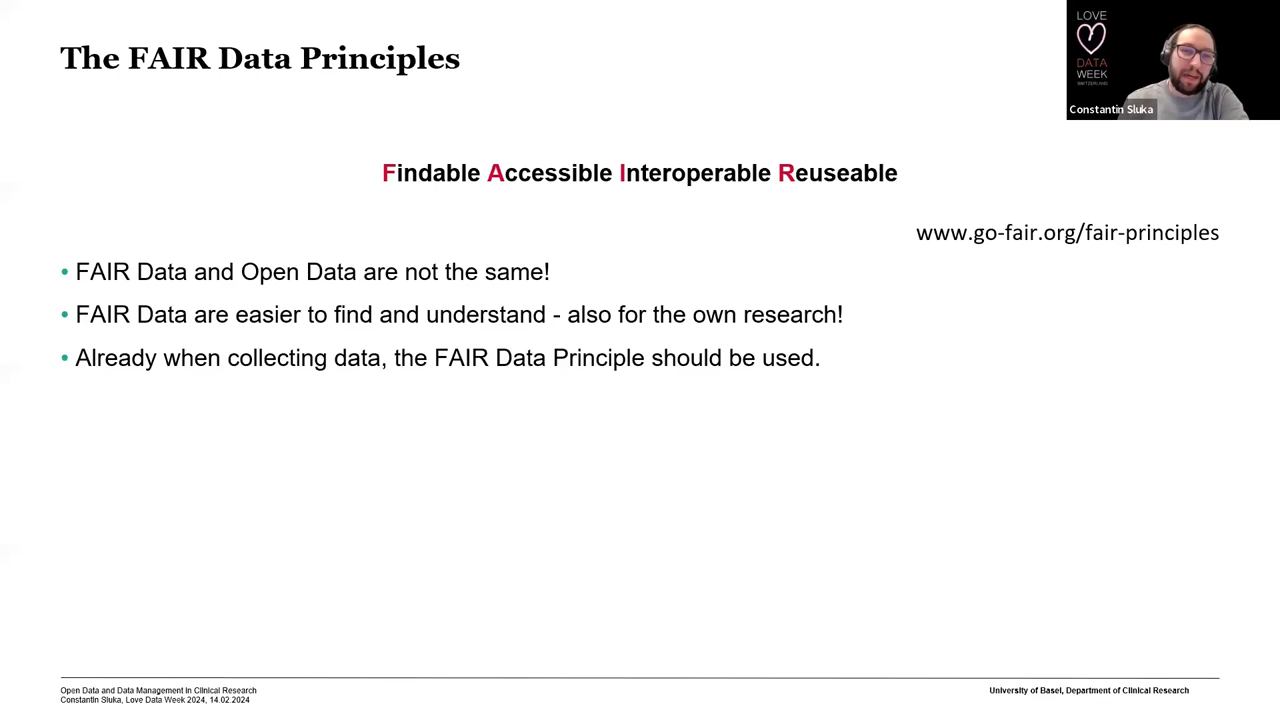 The FAIR Data Principles
LOVE
DATA
WEEK
SWITZERLAND
Constantin Sluka
Findable Accessible Interoperable Reuseable
www.go-fair.org/fair-principles
• FAIR Data and Open Data are not the same!
• FAIR Data are easier to find and understand - also for the own research!
• Already when collecting data, the FAIR Data Principle should be used.
Open Data and Data Management in Clinical Research
Constantin Sluka, Love Data Week 2024, 14.02.2024
University of Basel, Department of Clinical Research